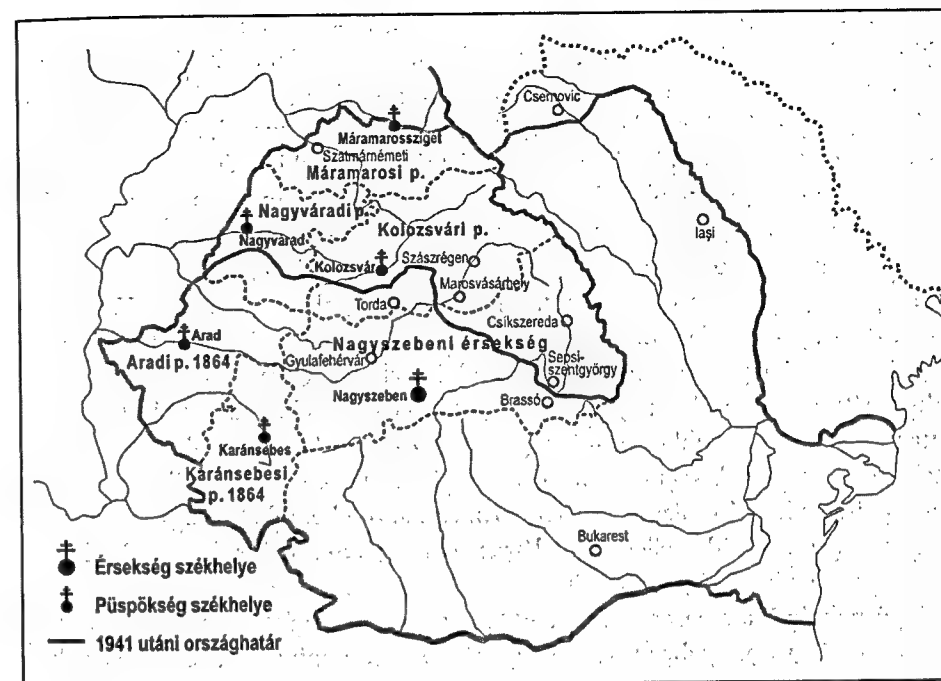 Csernovic
Máramarossziget
Szatmárnémeti
Máramarosi p.
Nagyváradi p.
Nagyvárad
Kolozsvári p.
Iași
Kolozsvár
Szászrégen
Marosvásárhely
Torda
Csíkszereda
Arad
Aradi p. 1864
Nagyszebeni érsekség
Gyulafehérvár
Sepsi-
szentgyörgy
Nagyszeben
Brassó
Karánsebes
Karánsebesi
p. 1864
Bukarest
Érsekség székhelye
Püspökség székhelye
1941 utáni országhatár